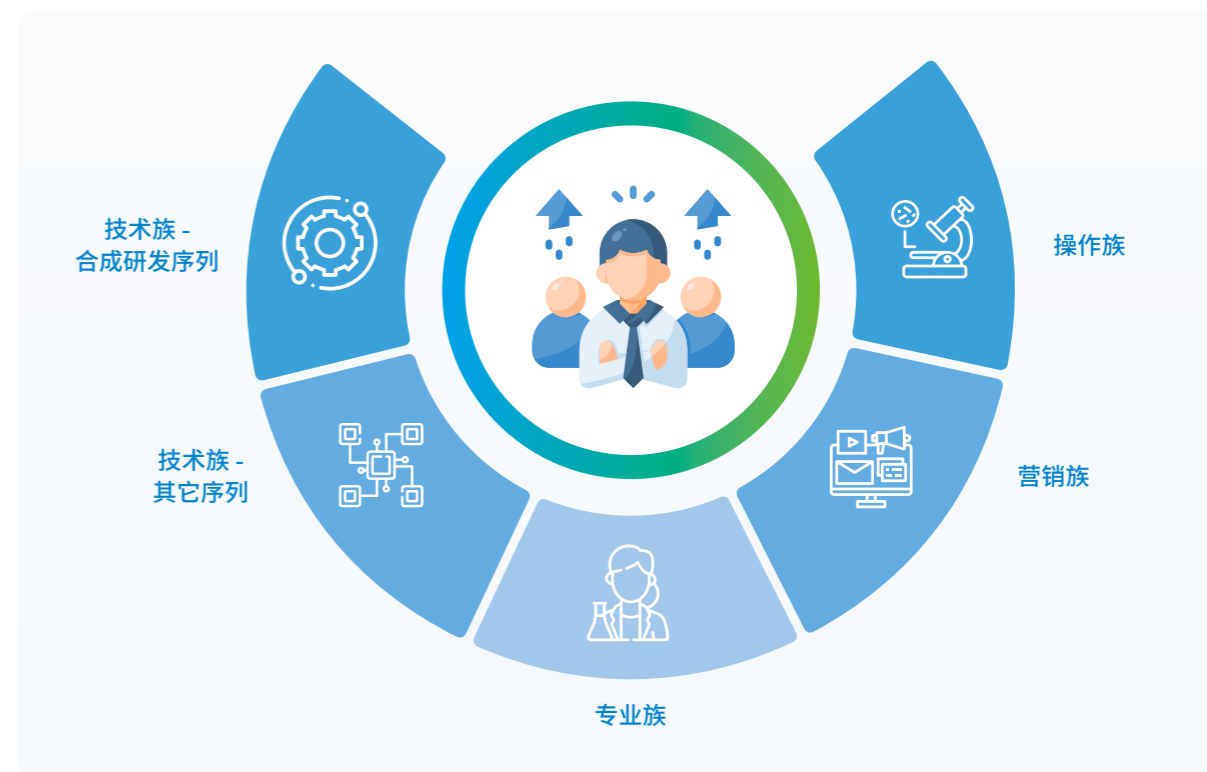 技术族 -
合成研发序列
技术族 -
其它序列
专业族
营销族
操作族